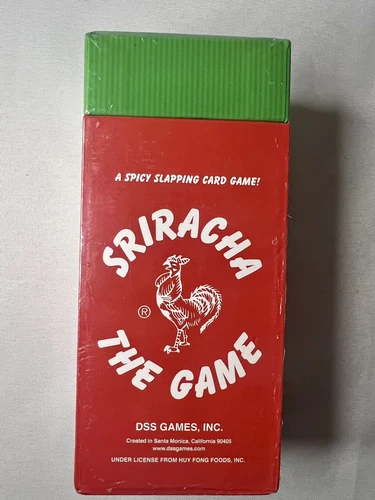 A SPICY SLAPPING CARD GAME!
SRIRACHA
®
THE GAME
DSS GAMES, INC.
Created in Santa Monica, California 90405
www.dssgames.com
UNDER LICENSE FROM HUY FONG FOODS, INC.